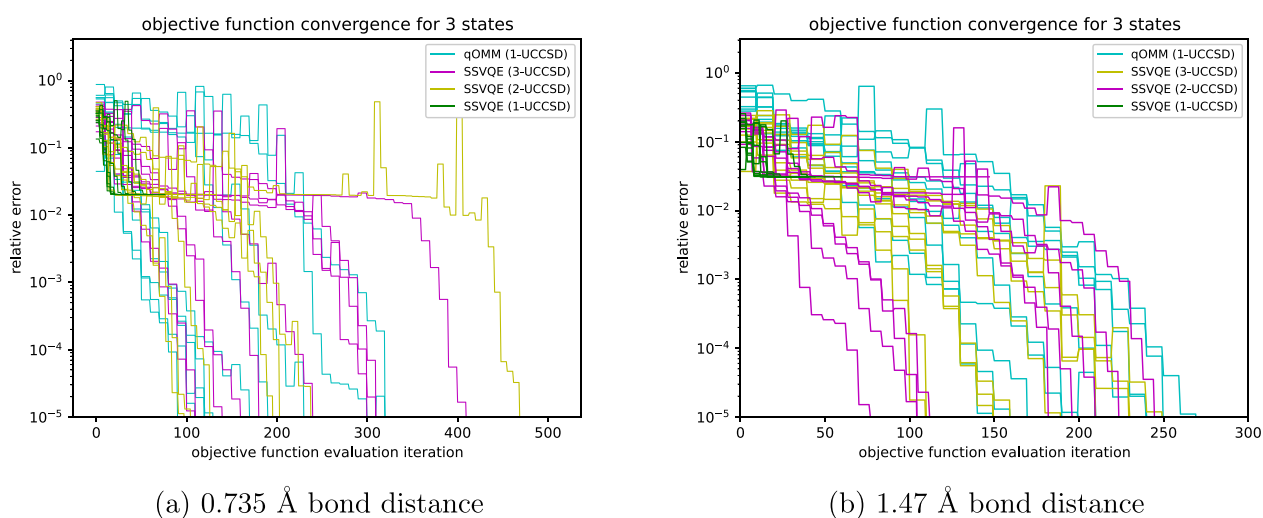 objective function convergence for 3 states
qOMM (1-UCCSD)
SSVQE (3-UCCSD)
SSVQE (2-UCCSD)
SSVQE (1-UCCSD)
relative error
10^0
10^-1
10^-2
10^-3
10^-4
10^-5
0 100 200 300 400 500
objective function evaluation iteration
(a) 0.735 Å bond distance
objective function convergence for 3 states
qOMM (1-UCCSD)
SSVQE (3-UCCSD)
SSVQE (2-UCCSD)
SSVQE (1-UCCSD)
relative error
10^0
10^-1
10^-2
10^-3
10^-4
10^-5
0 50 100 150 200 250 300
objective function evaluation iteration
(b) 1.47 Å bond distance